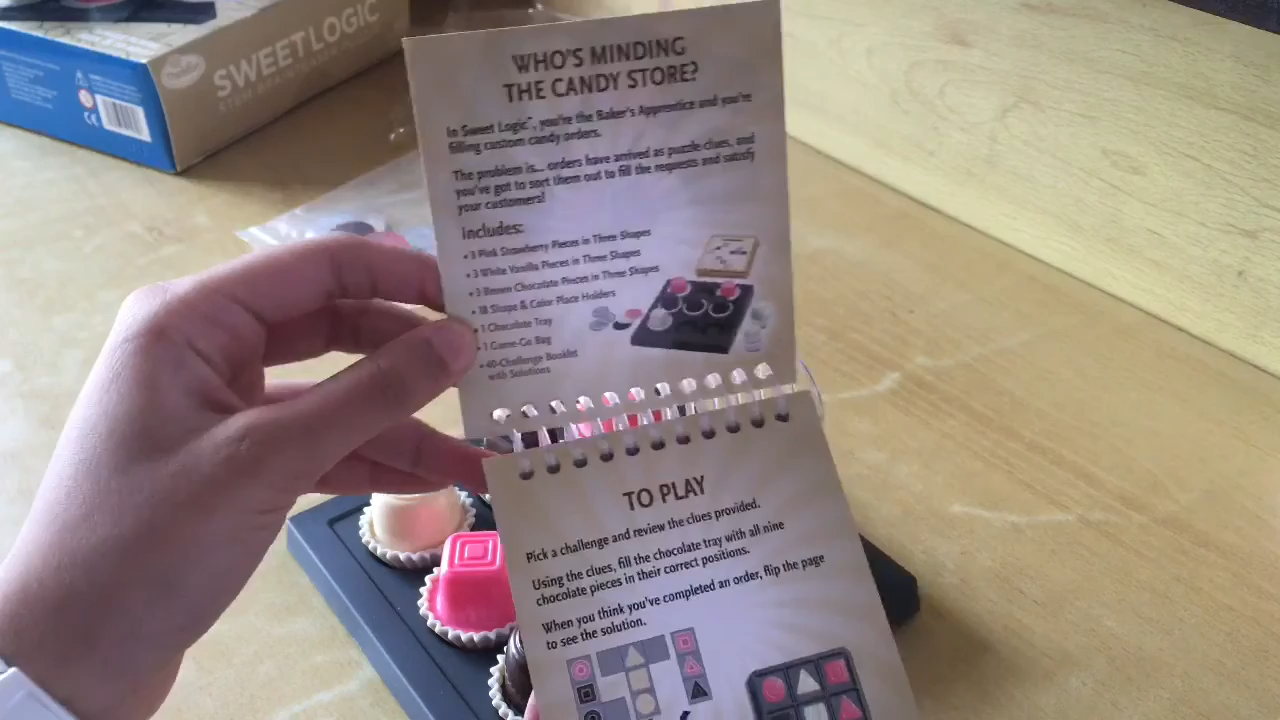 SWEET LOGIC
WHO'S MINDING
THE CANDY STORE?
In Sweet Logic™, you're the Baker's Apprentice and you're
filling custom candy orders.
The problem is... orders have arrived as puzzle clues, and
you've got to sort them out to fill the requests and satisfy
your customers!
Includes:
• 3 Pink Strawberry Pieces in Three Shapes
• 3 White Vanilla Pieces in Three Shapes
• 3 Brown Chocolate Pieces in Three Shapes
• 18 Shape & Color Place Holders
• 1 Chocolate Tray
• 1 Game-Go Bag
• 40-Challenge Booklet
with Solutions
TO PLAY
Pick a challenge and review the clues provided.
Using the clues, fill the chocolate tray with all nine
chocolate pieces in their correct positions.
When you think you've completed an order, flip the page
to see the solution.